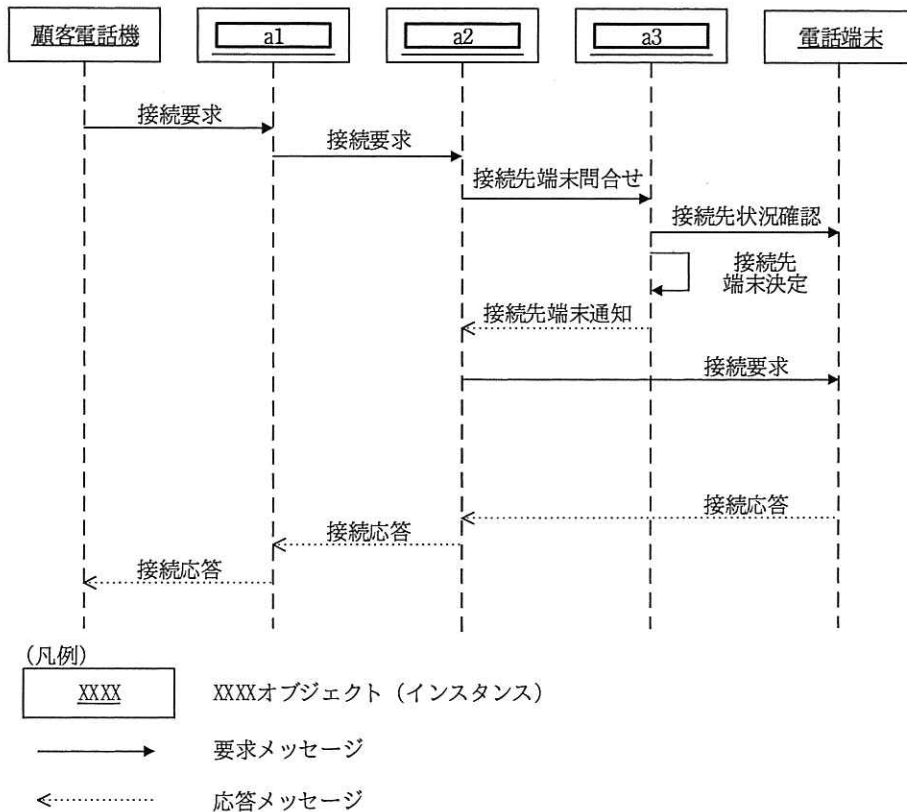 顧客電話機
a1
a2
a3
電話端末
接続要求
接続要求
接続先端末問合せ
接続先状況確認
接続先
端末決定
接続先端末通知
接続要求
接続応答
接続応答
接続応答
(凡例)
XXXX
XXXXオブジェクト（インスタンス）
要求メッセージ
応答メッセージ